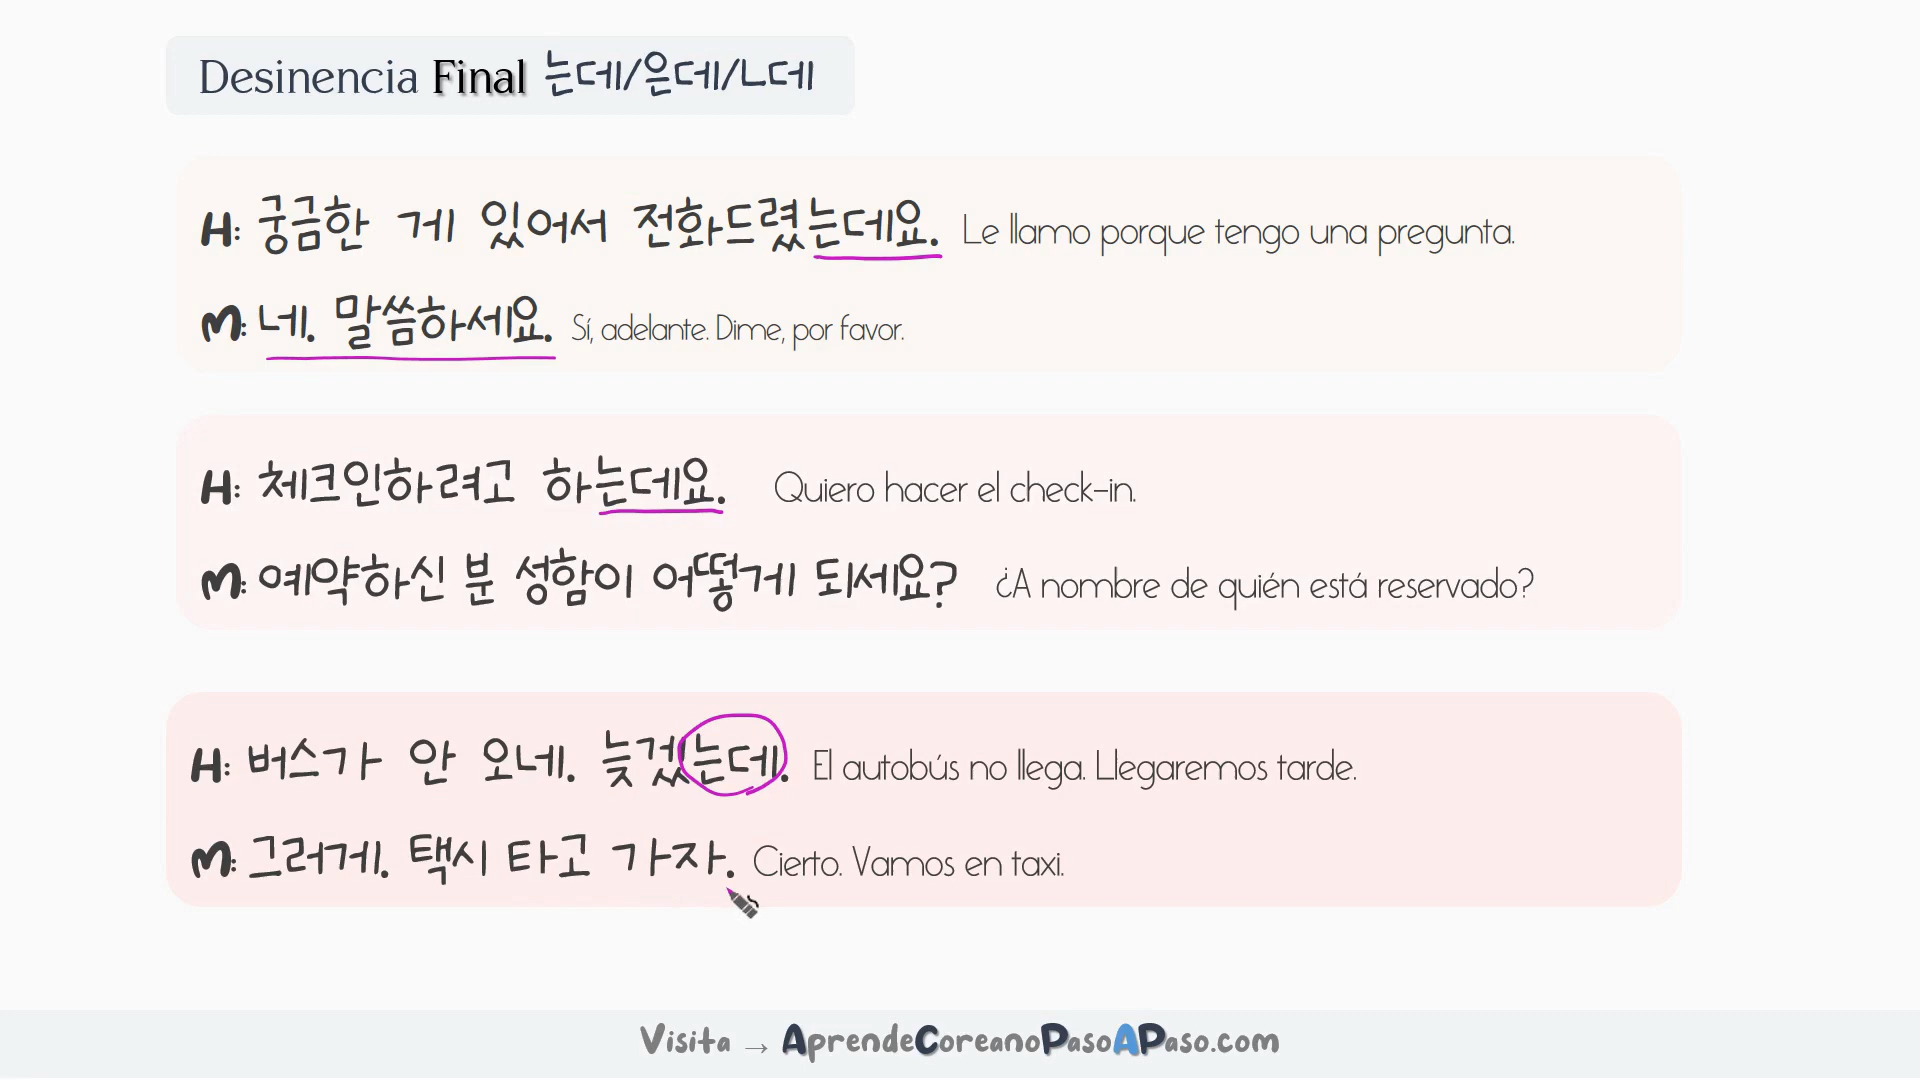 Desinencia Final 는데/은데/ㄴ데
H: 궁금한 게 있어서 전화드렸는데요. Le llamo porque tengo una pregunta.
M: 네. 말씀하세요. Sí, adelante. Dime, por favor.
H: 체크인하려고 하는데요. Quiero hacer el check-in.
M: 예약하신 분 성함이 어떻게 되세요? ¿A nombre de quién está reservado?
H: 버스가 안 오네. 늦겠는데. El autobús no llega. Llegaremos tarde.
M: 그러게. 택시 타고 가자. Cierto. Vamos en taxi.
Visita → AprendeCoreanoPasoAPaso.com